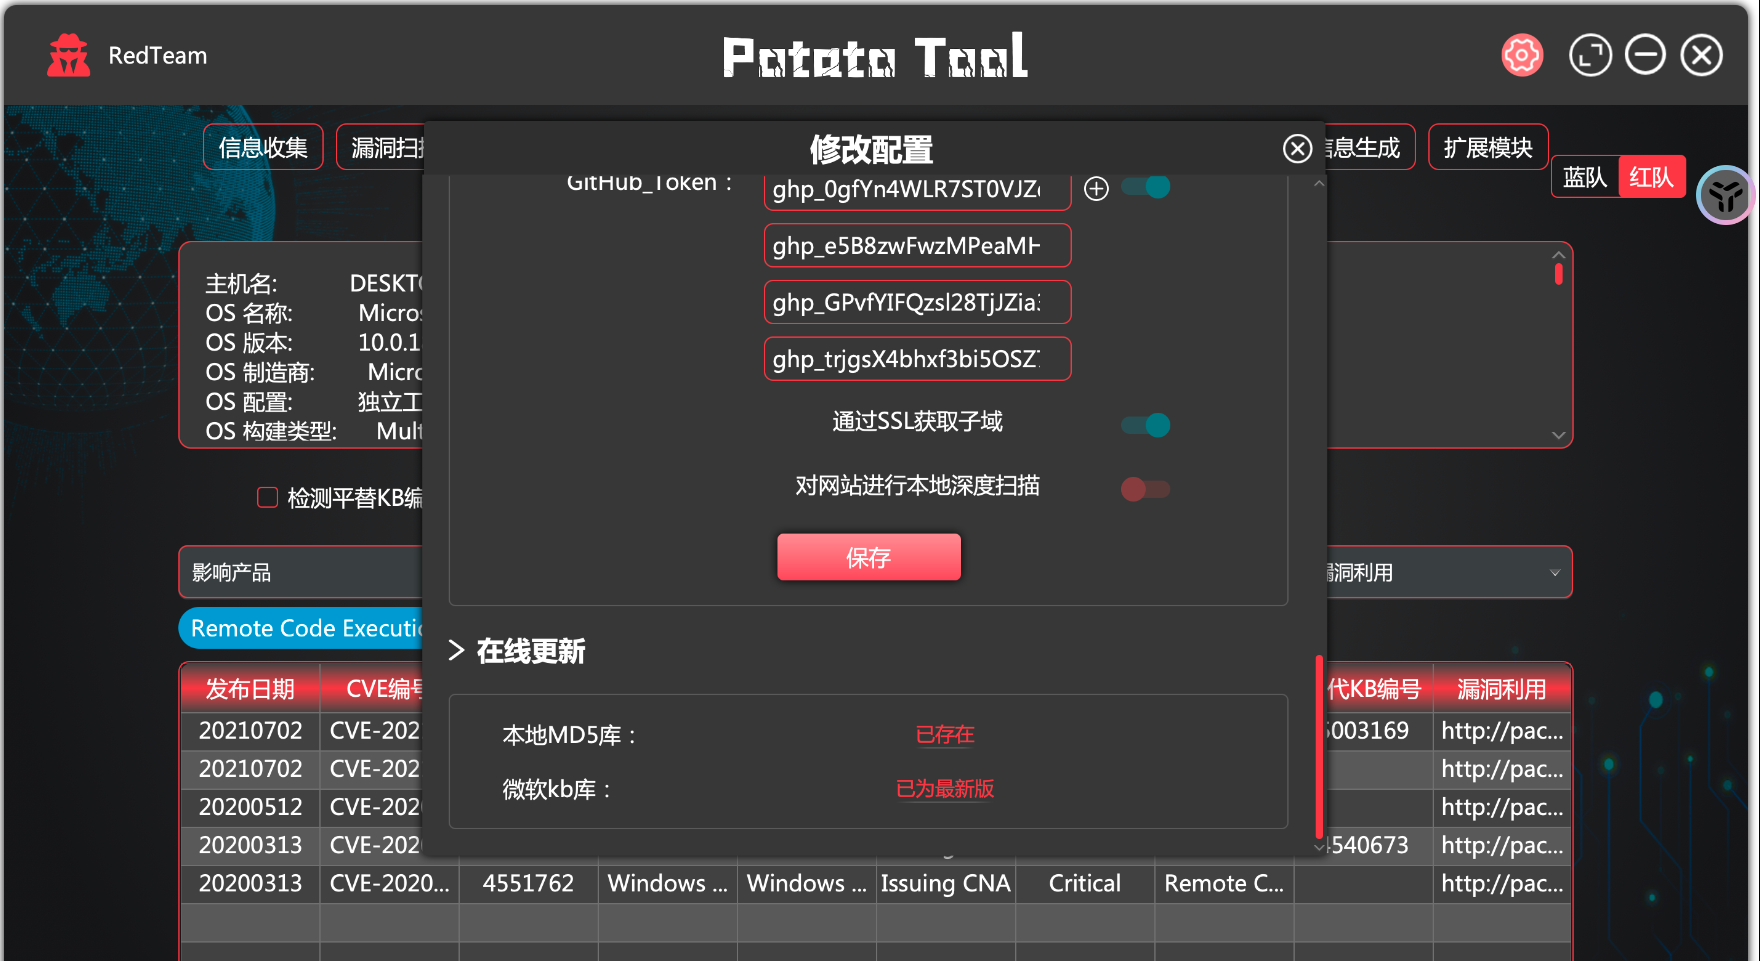 RedTeam
Potato Tool
信息收集
漏洞扫
息生成
扩展模块
蓝队
红队
修改配置
GitHub_Token：
ghp_0gfYn4WLR7ST0VJZ
ghp_e5B8zwFwzMPeaMH
ghp_GPvfYIFQzsl28TjJZia
ghp_trjgsX4bhxf3bi5OSZ
通过SSL获取子域
对网站进行本地深度扫描
保存
主机名: DESKT
OS 名称: Micro
OS 版本: 10.0.1
OS 制造商: Micr
OS 配置: 独立工
OS 构建类型: Mult
检测平替KB编
影响产品
洞利用
Remote Code Executi
在线更新
本地MD5库： 已存在
微软kb库： 已为最新版
发布日期 CVE编号 代KB编号 漏洞利用
20210702 CVE-202 003169 http://pac...
20210702 CVE-202 http://pac...
20200512 CVE-202 http://pac...
20200313 CVE-202 4540673 http://pac...
20200313 CVE-2020... 4551762 Windows ... Windows ... Issuing CNA Critical Remote C... http://pac...